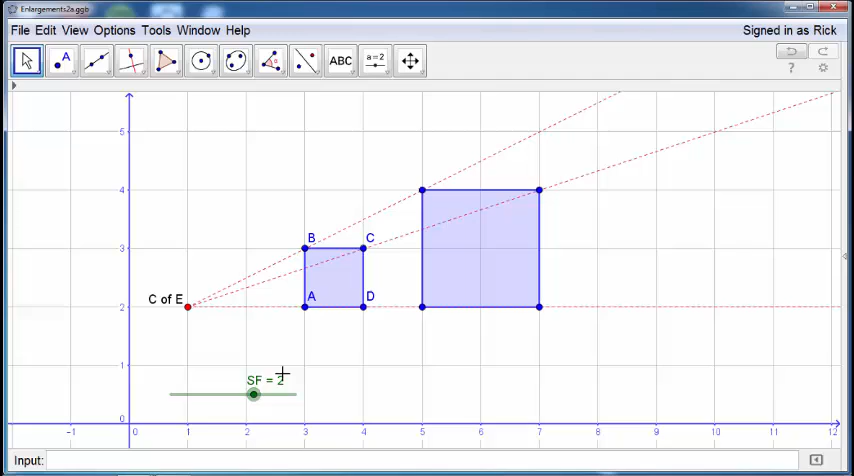 Enlargements2a.ggb
File Edit View Options Tools Window Help
Signed in as Rick
A
ABC
a=2
?
5
4
3
B C
C of E
A D
2
1
SF = 2
0
-1 0 1 2 3 4 5 6 7 8 9 10 11 12
Input: